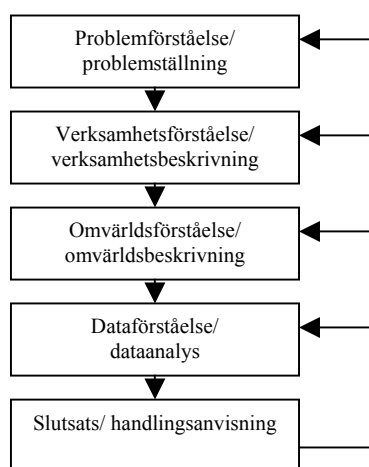 Problemförståelse/
problemställning
Verksamhetsförståelse/
verksamhetsbeskrivning
Omvärldsförståelse/
omvärldsbeskrivning
Dataförståelse/
dataanalys
Slutsats/ handlingsanvisning